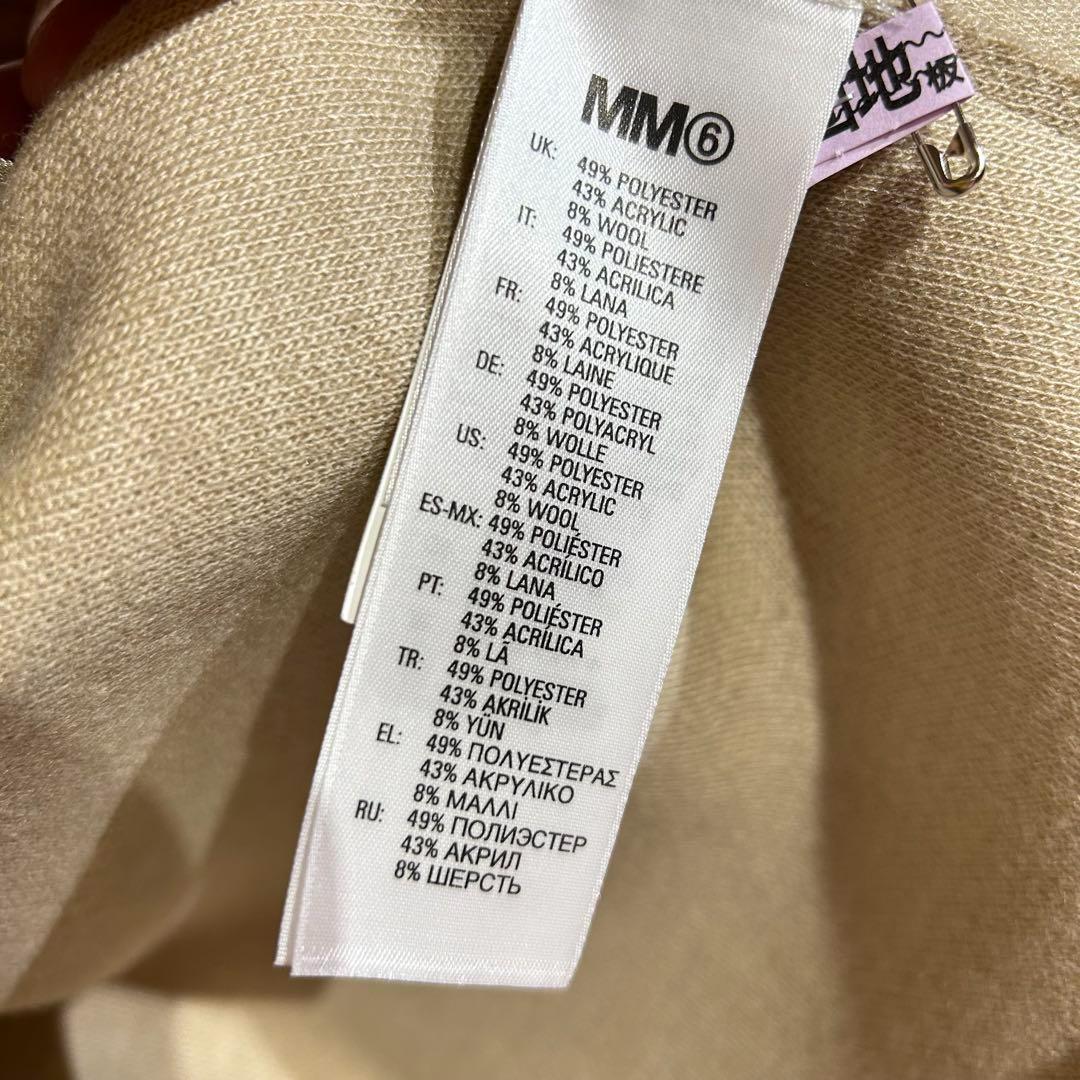 MM⑥
UK: 49% POLYESTER
43% ACRYLIC
8% WOOL
IT: 49% POLIESTERE
43% ACRILICA
8% LANA
FR: 49% POLYESTER
43% ACRYLIQUE
8% LAINE
DE: 49% POLYESTER
43% POLYACRYL
8% WOLLE
US: 49% POLYESTER
43% ACRYLIC
8% WOOL
ES-MX: 49% POLIÉSTER
43% ACRÍLICO
8% LANA
PT: 49% POLIÉSTER
43% ACRÍLICA
8% LÃ
TR: 49% POLYESTER
43% AKRİLİK
8% YÜN
EL: 49% ΠΟΛΥΕΣΤΕΡΑΣ
43% ΑΚΡΥΛΙΚΟ
8% ΜΑΛΛΙ
RU: 49% ПОЛИЭСТЕР
43% АКРИЛ
8% ШЕРСТЬ
地
板